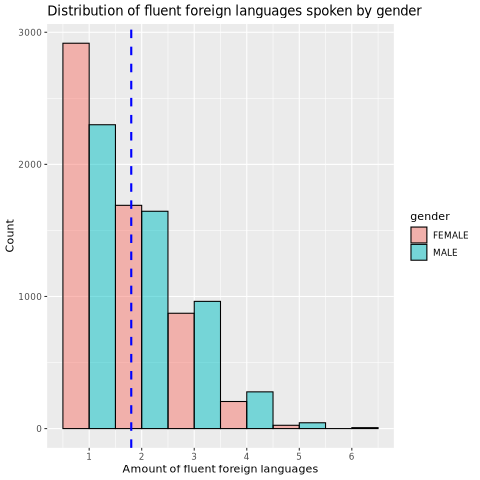 Distribution of fluent foreign languages spoken by gender
3000
2000
1000
0
Count
1 2 3 4 5 6
Amount of fluent foreign languages
gender
FEMALE
MALE